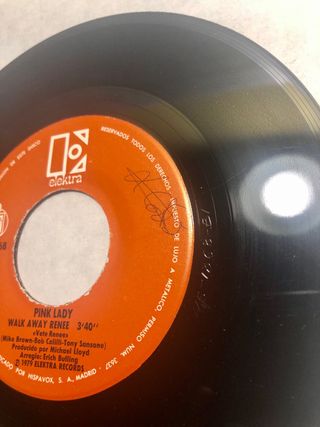 RESERVADOS TODOS LOS DERECHOS - IMPUESTO DE LUJO A METALICO, PERMISO NUM. 3637
elektra
PINK LADY
WALK AWAY RENEE 3'40''
«Vete Renee»
(Mike Brown-Bob Calilli-Tony Sansone)
Producido por Michael Lloyd
Arreglo: Erich Bulling
℗ 1979 ELEKTRA RECORDS
POR HISPAVOX, S. A., MADRID